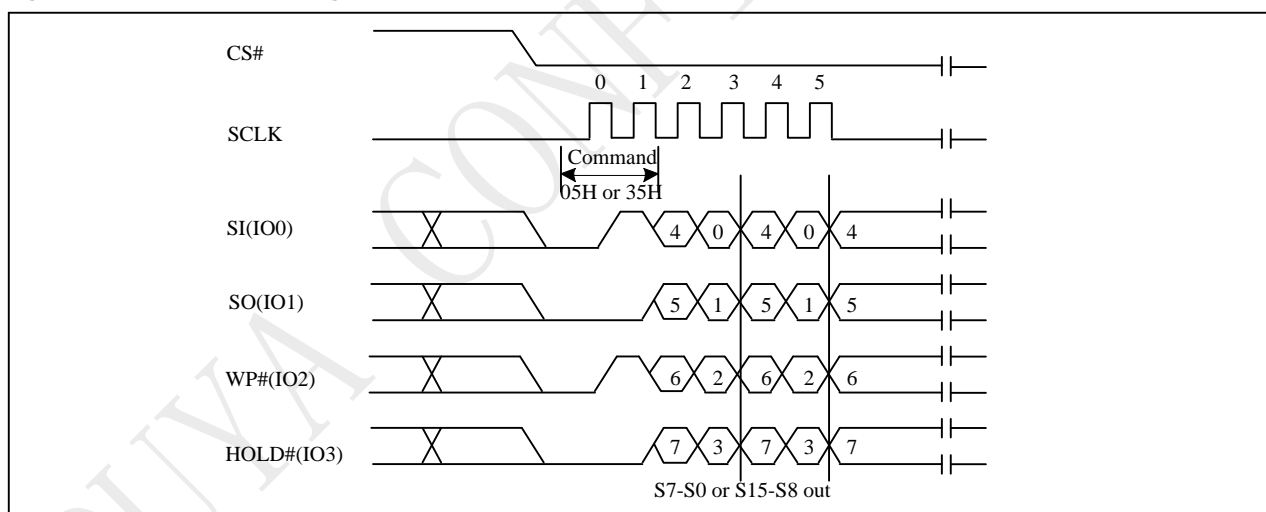 CS#
0 1 2 3 4 5
SCLK
Command
05H or 35H
SI(IO0)
4 0 4 0 4
SO(IO1)
5 1 5 1 5
WP#(IO2)
6 2 6 2 6
HOLD#(IO3)
7 3 7 3 7
S7-S0 or S15-S8 out